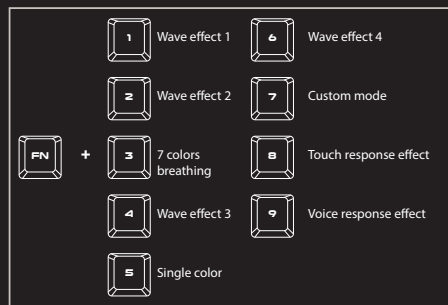 1 Wave effect 1
6 Wave effect 4
2 Wave effect 2
7 Custom mode
FN + 3 7 colors
breathing
8 Touch response effect
4 Wave effect 3
9 Voice response effect
5 Single color